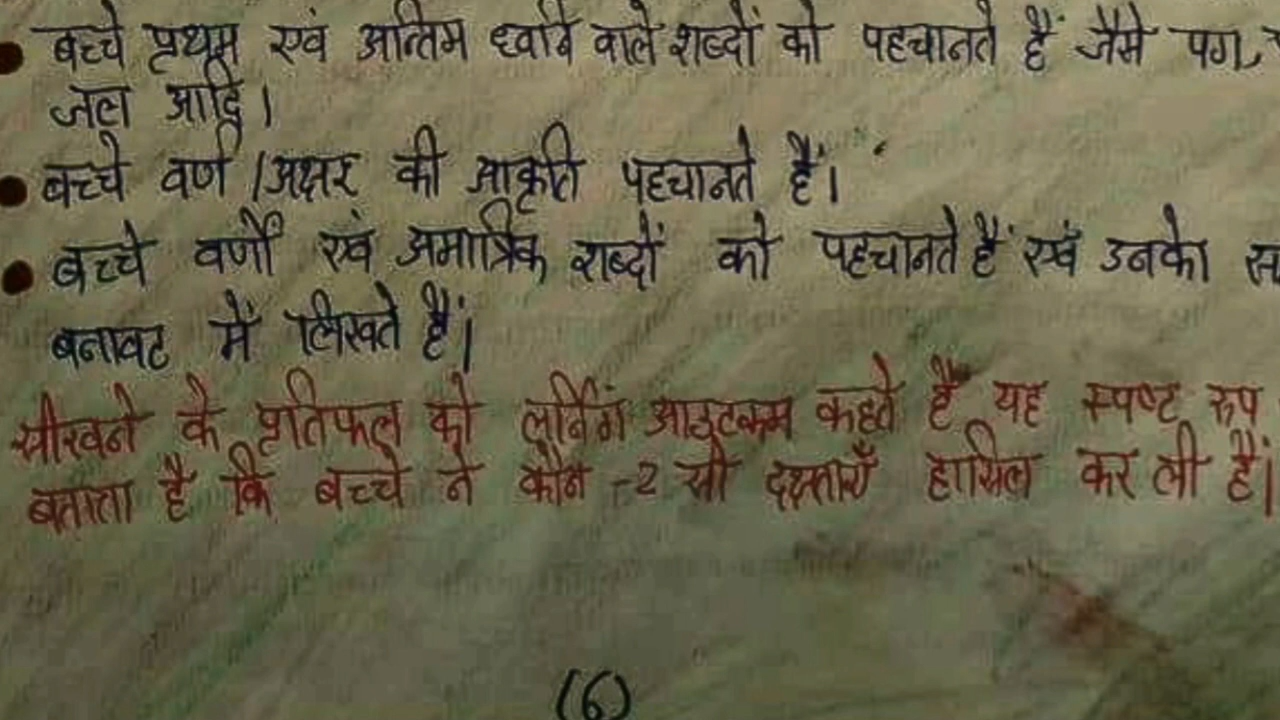 बच्चे प्रथम एवं अन्तिम ध्वनि वाले शब्दों को पहचानते हैं जैसे पग,
जल आदि।
बच्चे वर्ण / अक्षर की आकृति पहचानते हैं।
बच्चे वर्णों एवं अमात्रिक शब्दों को पहचानते हैं एवं उनको
बनावट में लिखते हैं।
सीखने के प्रतिफल को लर्निंग आउटकम कहते हैं यह स्पष्ट रुप
बताता है कि बच्चे ने कौन -2 सी दक्षताएँ हासिल कर ली हैं।
(6)